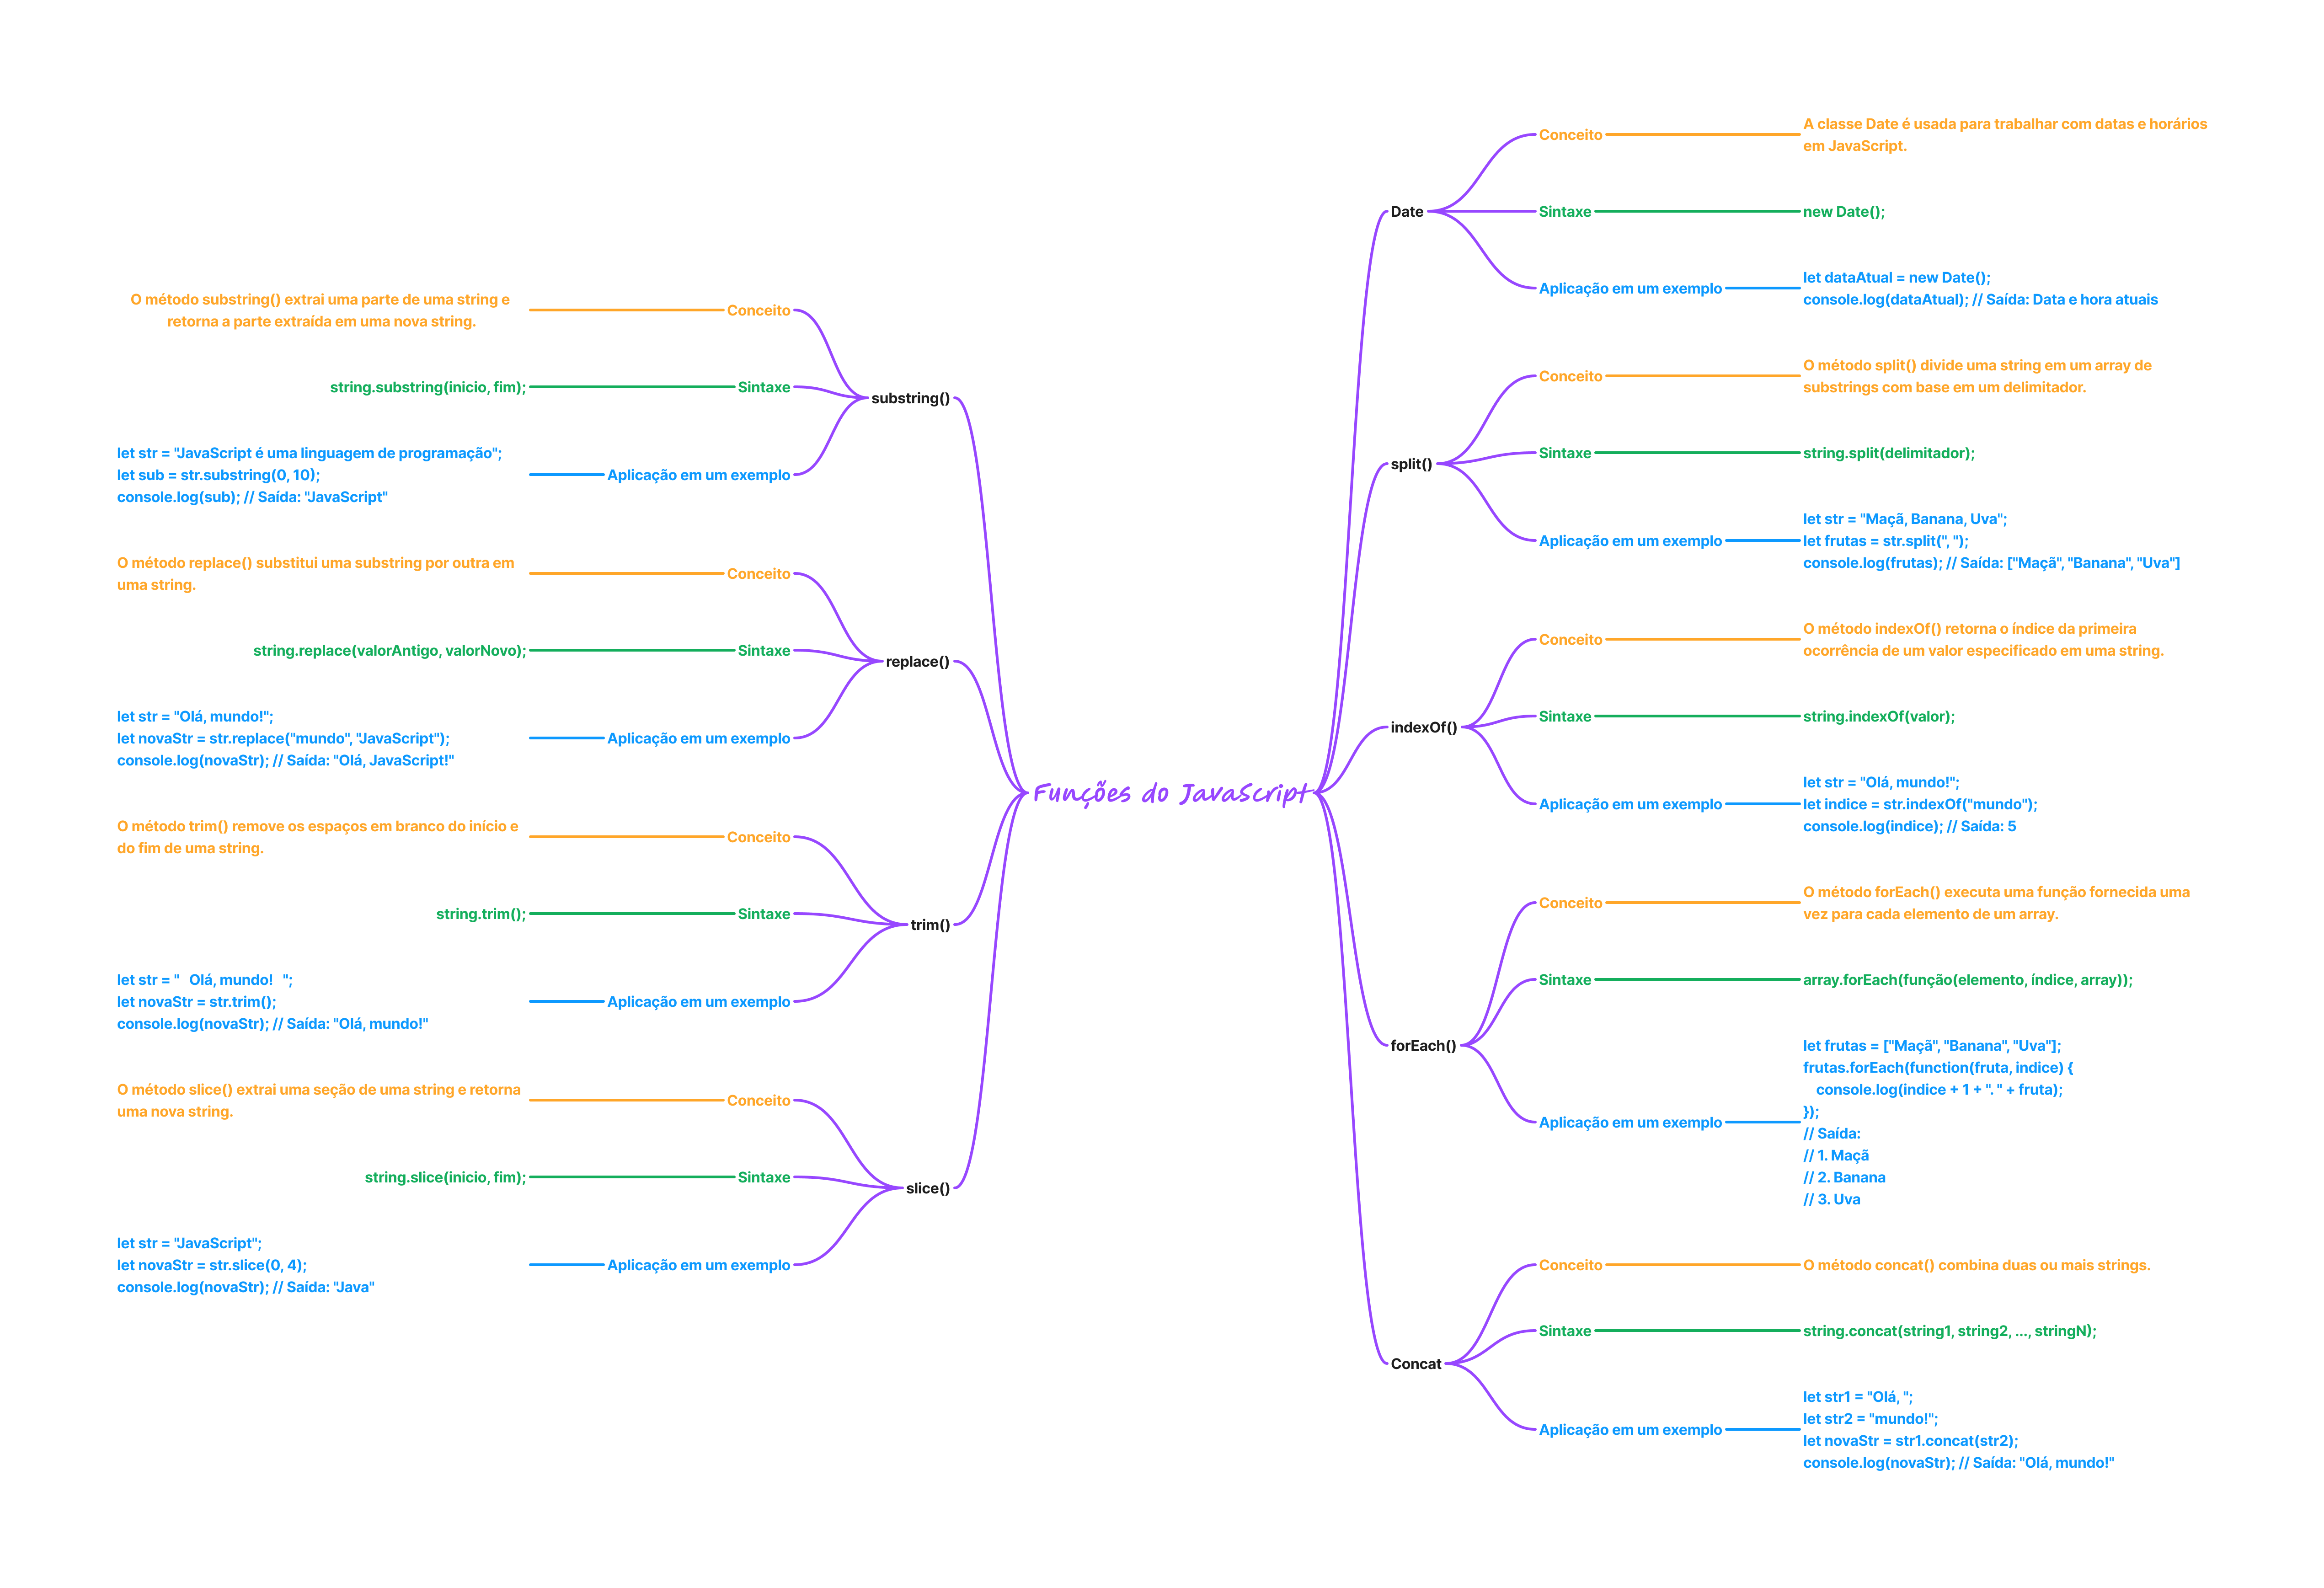 Funções do JavaScript
substring()
Conceito
O método substring() extrai uma parte de uma string e
retorna a parte extraída em uma nova string.
Sintaxe
string.substring(inicio, fim);
Aplicação em um exemplo
let str = "JavaScript é uma linguagem de programação";
let sub = str.substring(0, 10);
console.log(sub); // Saída: "JavaScript"
replace()
Conceito
O método replace() substitui uma substring por outra em
uma string.
Sintaxe
string.replace(valorAntigo, valorNovo);
Aplicação em um exemplo
let str = "Olá, mundo!";
let novaStr = str.replace("mundo", "JavaScript");
console.log(novaStr); // Saída: "Olá, JavaScript!"
trim()
Conceito
O método trim() remove os espaços em branco do início e
do fim de uma string.
Sintaxe
string.trim();
Aplicação em um exemplo
let str = "   Olá, mundo!   ";
let novaStr = str.trim();
console.log(novaStr); // Saída: "Olá, mundo!"
slice()
Conceito
O método slice() extrai uma seção de uma string e retorna
uma nova string.
Sintaxe
string.slice(inicio, fim);
Aplicação em um exemplo
let str = "JavaScript";
let novaStr = str.slice(0, 4);
console.log(novaStr); // Saída: "Java"
Date
Conceito
A classe Date é usada para trabalhar com datas e horários
em JavaScript.
Sintaxe
new Date();
Aplicação em um exemplo
let dataAtual = new Date();
console.log(dataAtual); // Saída: Data e hora atuais
split()
Conceito
O método split() divide uma string em um array de
substrings com base em um delimitador.
Sintaxe
string.split(delimitador);
Aplicação em um exemplo
let str = "Maçã, Banana, Uva";
let frutas = str.split(", ");
console.log(frutas); // Saída: ["Maçã", "Banana", "Uva"]
indexOf()
Conceito
O método indexOf() retorna o índice da primeira
ocorrência de um valor especificado em uma string.
Sintaxe
string.indexOf(valor);
Aplicação em um exemplo
let str = "Olá, mundo!";
let indice = str.indexOf("mundo");
console.log(indice); // Saída: 5
forEach()
Conceito
O método forEach() executa uma função fornecida uma
vez para cada elemento de um array.
Sintaxe
array.forEach(função(elemento, índice, array));
Aplicação em um exemplo
let frutas = ["Maçã", "Banana", "Uva"];
frutas.forEach(function(fruta, indice) {
console.log(indice + 1 + ". " + fruta);
});
// Saída:
// 1. Maçã
// 2. Banana
// 3. Uva
Concat
Conceito
O método concat() combina duas ou mais strings.
Sintaxe
string.concat(string1, string2, ..., stringN);
Aplicação em um exemplo
let str1 = "Olá, ";
let str2 = "mundo!";
let novaStr = str1.concat(str2);
console.log(novaStr); // Saída: "Olá, mundo!"